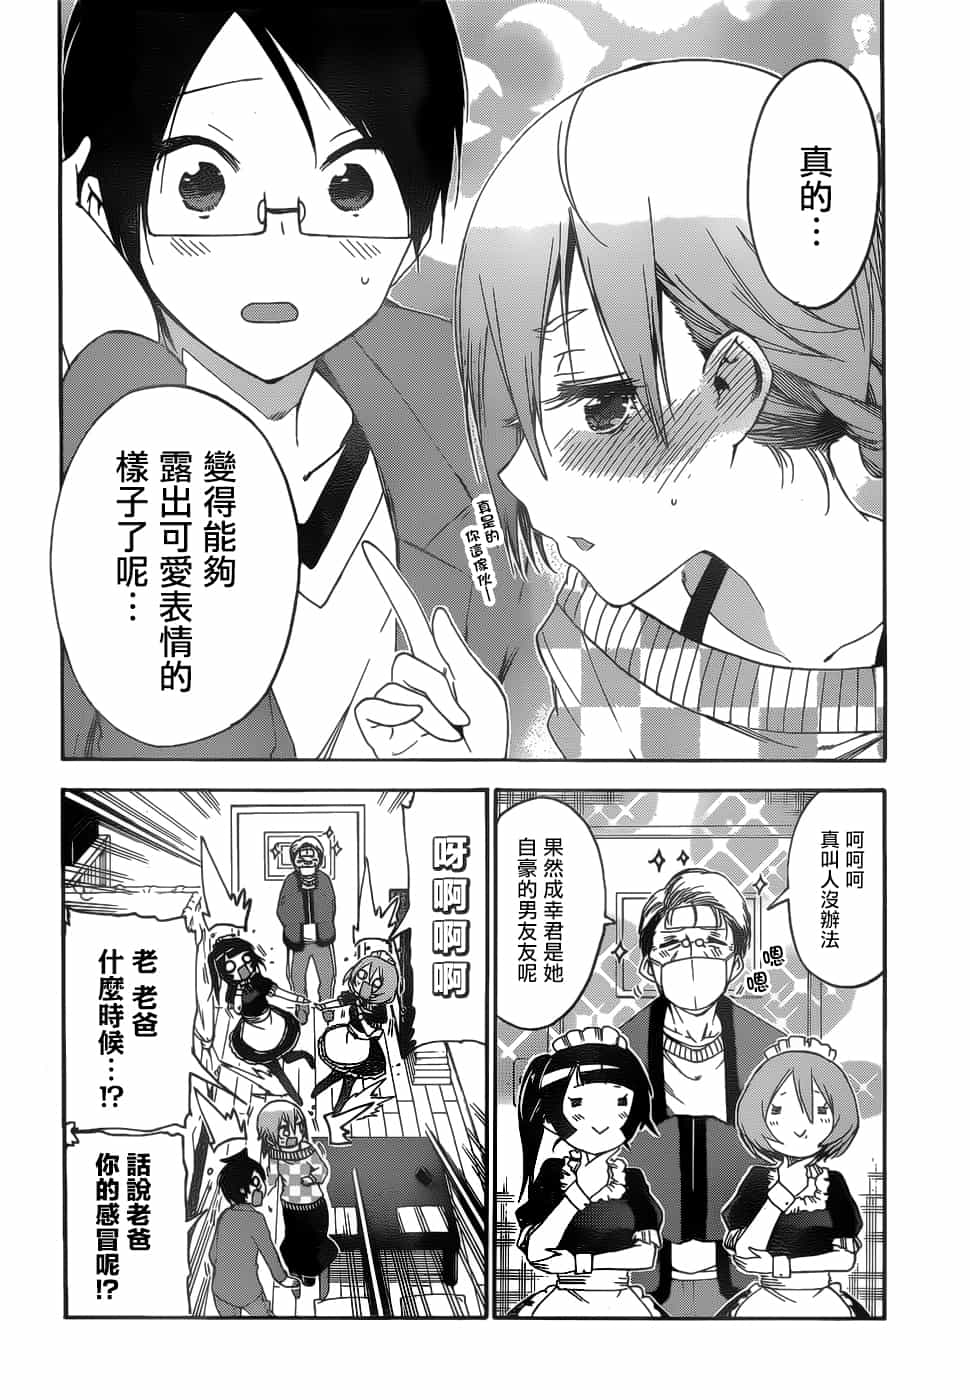 真的…
真是的
你這傢伙—
變得能夠
露出可愛表情的
樣子了呢…
呵呵呵
真叫人沒辦法
果然成幸君是她
自豪的男友友呢
嗯
嗯
呀啊啊啊
老 老爸
什麼時候…!?
話說老爸
你的感冒呢!?